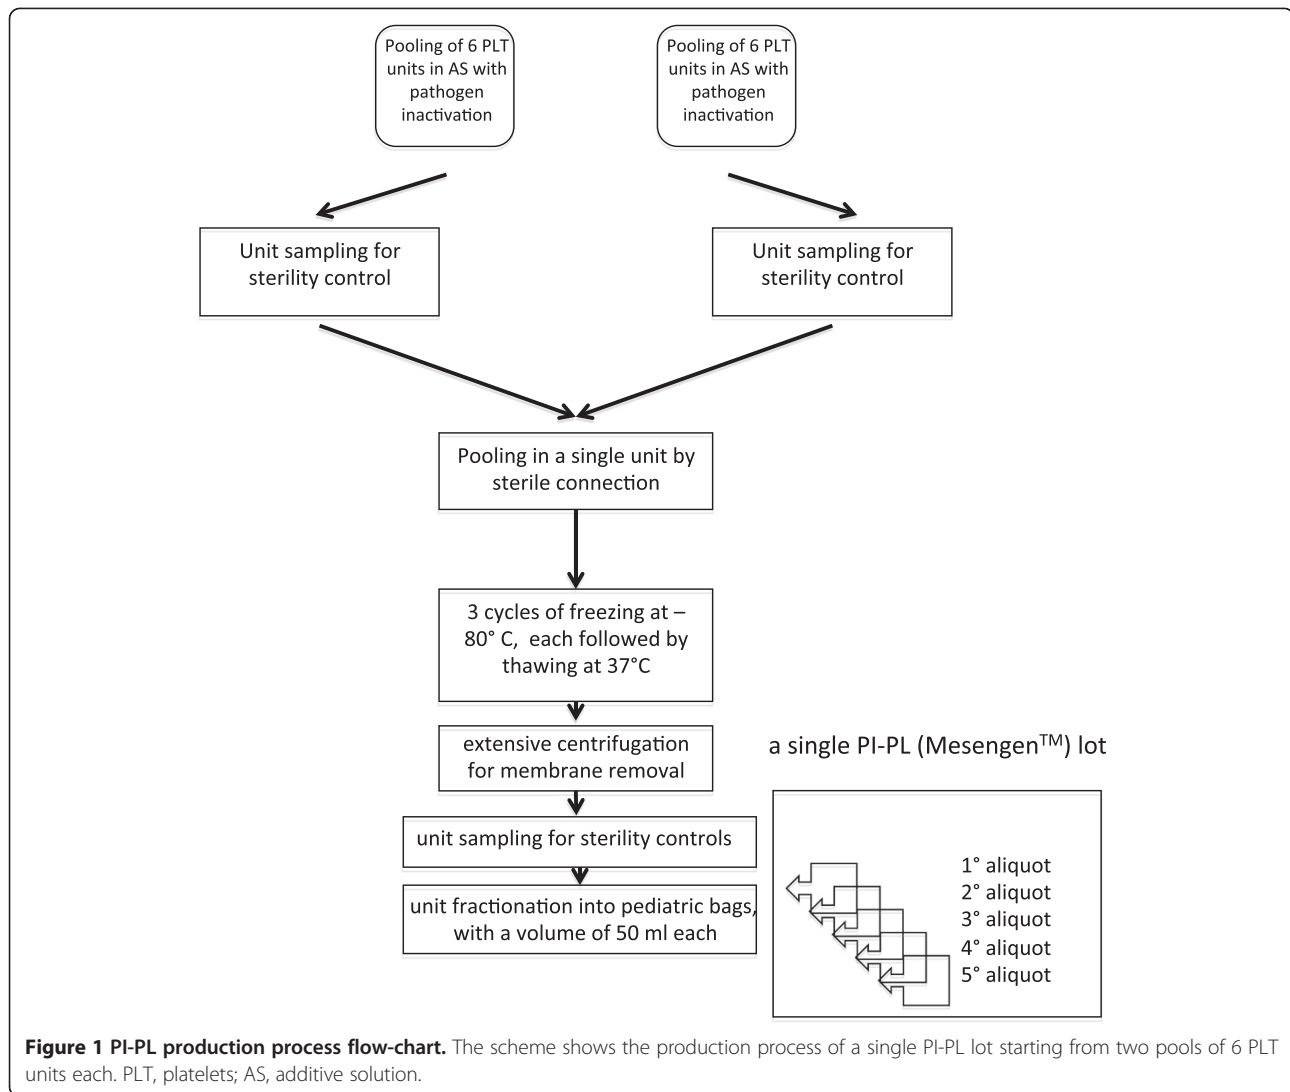 Pooling of 6 PLT
units in AS with
pathogen
inactivation
Pooling of 6 PLT
units in AS with
pathogen
inactivation
Unit sampling for
sterility control
Unit sampling for
sterility control
Pooling in a single unit by
sterile connection
3 cycles of freezing at –
80° C, each followed by
thawing at 37°C
extensive centrifugation
for membrane removal
unit sampling for sterility controls
unit fractionation into pediatric bags,
with a volume of 50 ml each
a single PI-PL (Mesengen™) lot
1° aliquot
2° aliquot
3° aliquot
4° aliquot
5° aliquot
Figure 1 PI-PL production process flow-chart. The scheme shows the production process of a single PI-PL lot starting from two pools of 6 PLT
units each. PLT, platelets; AS, additive solution.